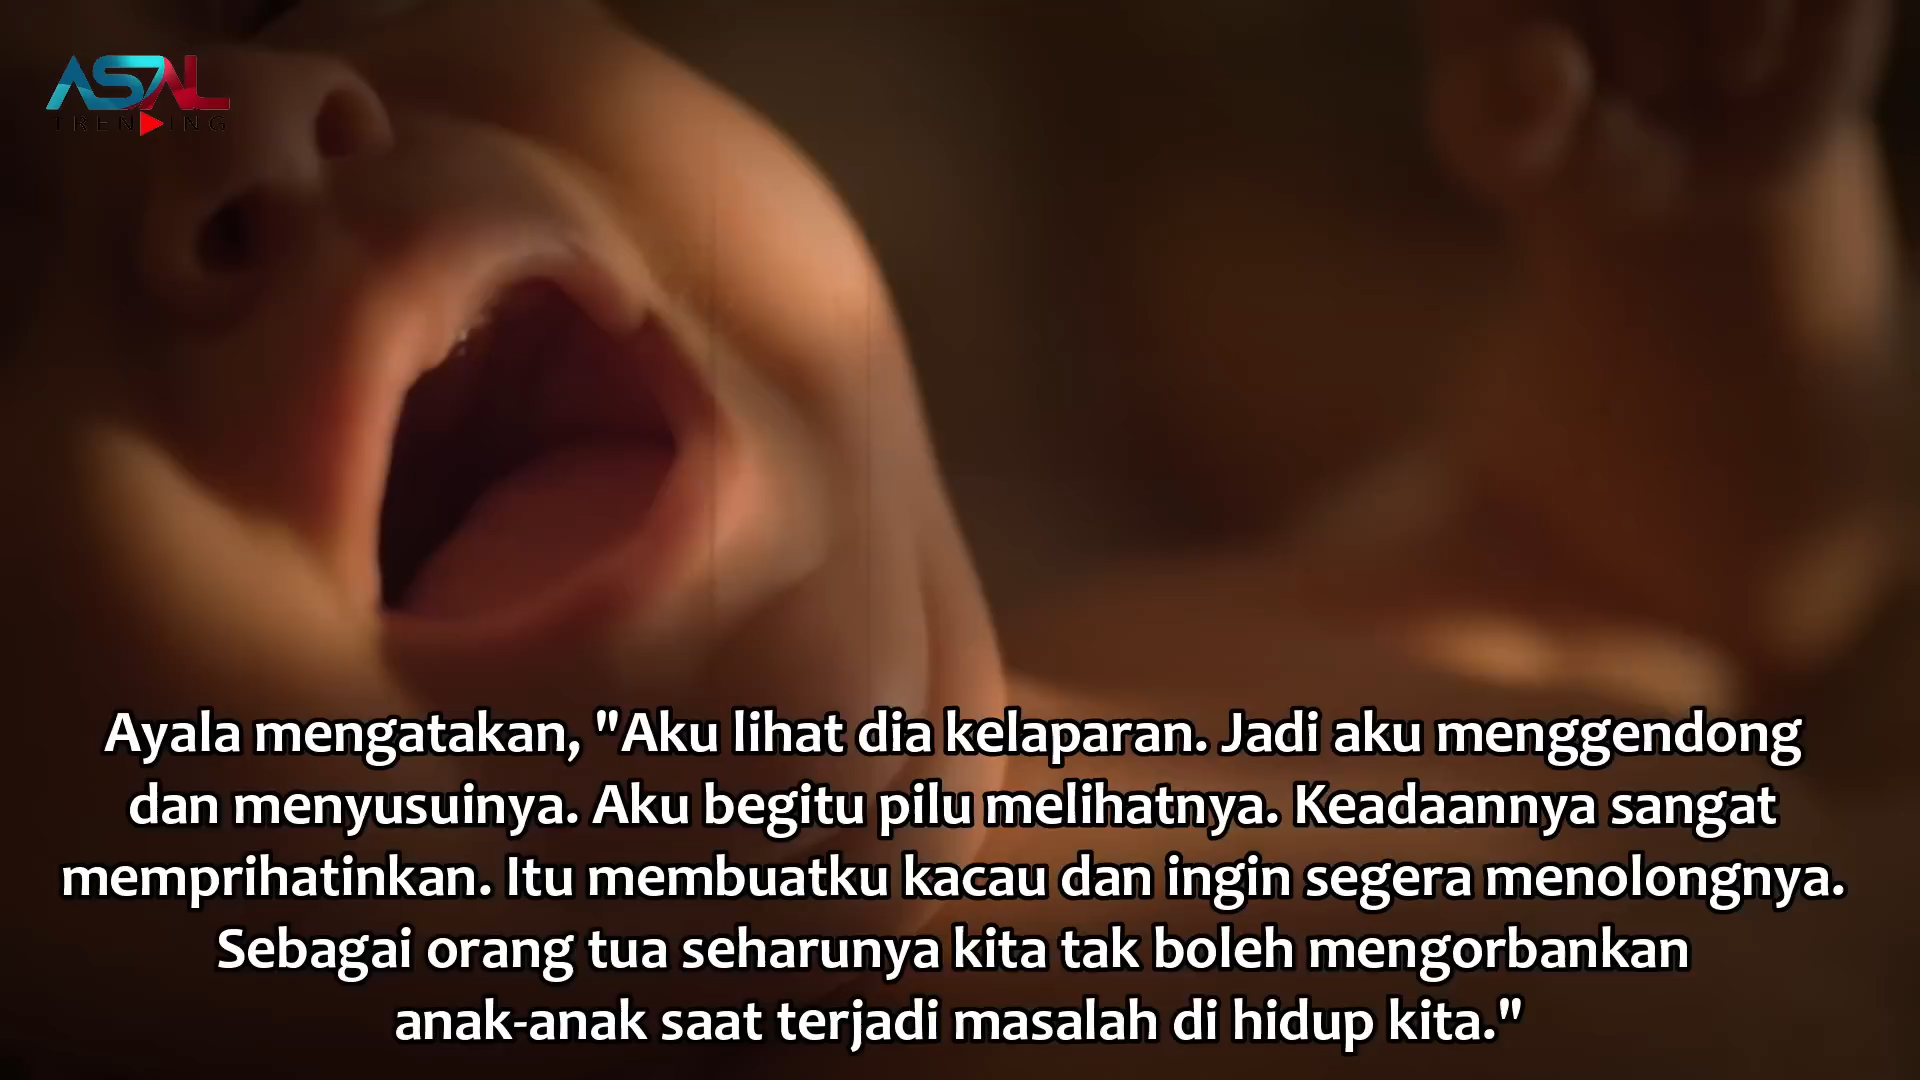 ASAL
TRENDING
Ayala mengatakan, "Aku lihat dia kelaparan. Jadi aku menggendong
dan menyusuinya. Aku begitu pilu melihatnya. Keadaannya sangat
memprihatinkan. Itu membuatku kacau dan ingin segera menolongnya.
Sebagai orang tua seharunya kita tak boleh mengorbankan
anak-anak saat terjadi masalah di hidup kita."